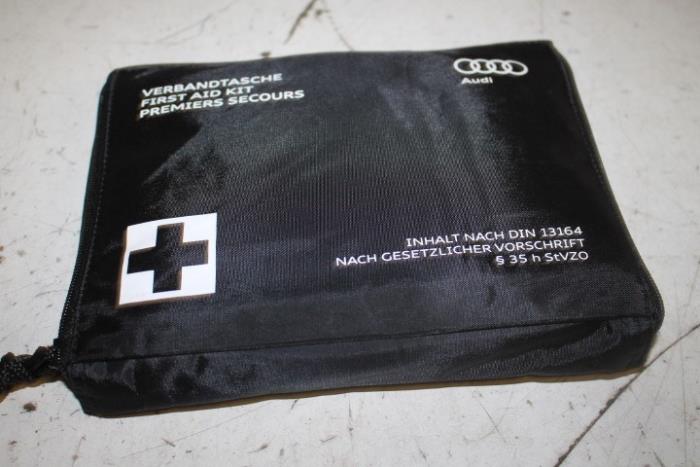 VERBANDTASCHE
FIRST AID KIT
PREMIERS SECOURS
Audi
INHALT NACH DIN 13164
NACH GESETZLICHER VORSCHRIFT
§ 35 h StVZO